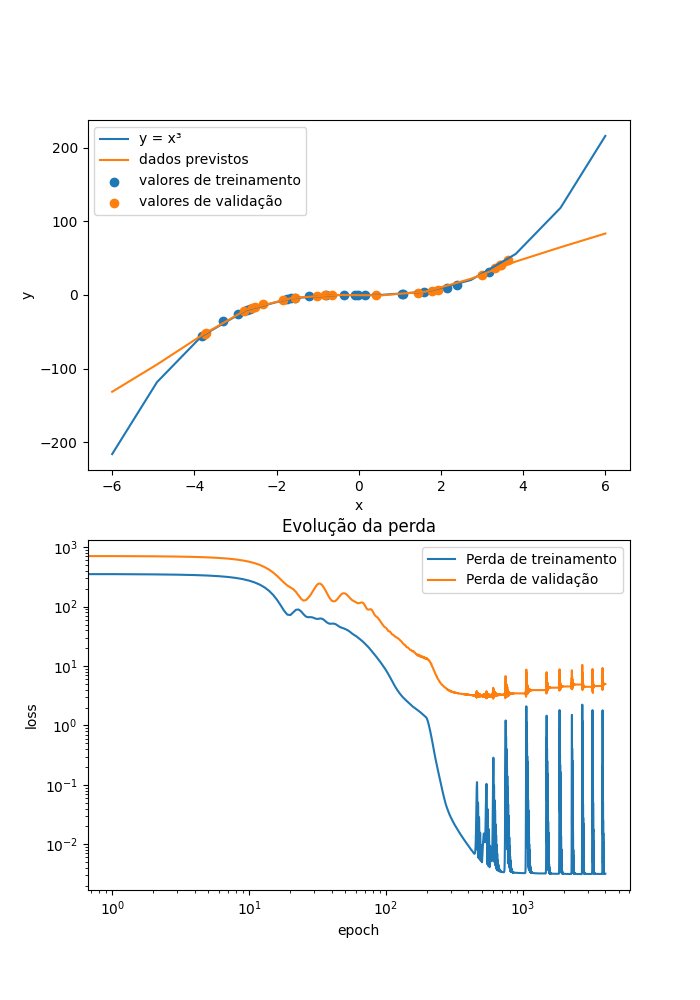 y = x³
dados previstos
valores de treinamento
valores de validação
200
100
0
−100
−200
y
−6
−4
−2
0
2
4
6
x
Evolução da perda
Perda de treinamento
Perda de validação
10³
10²
10¹
10⁰
10⁻¹
10⁻²
loss
10⁰
10¹
10²
10³
epoch